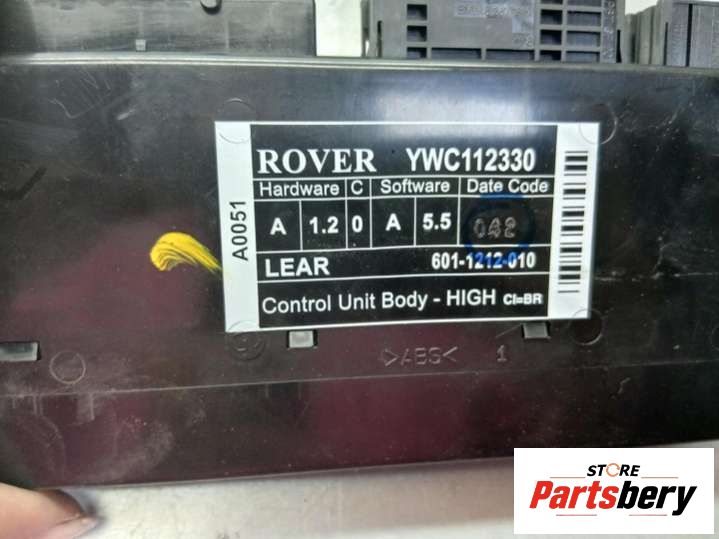 A0051
ROVER YWC112330
Hardware C Software Date Code
A 1.2 0 A 5.5 042
LEAR 601-1212-010
Control Unit Body - HIGH CI=BR
>ABS< 1
STORE
Partsbery